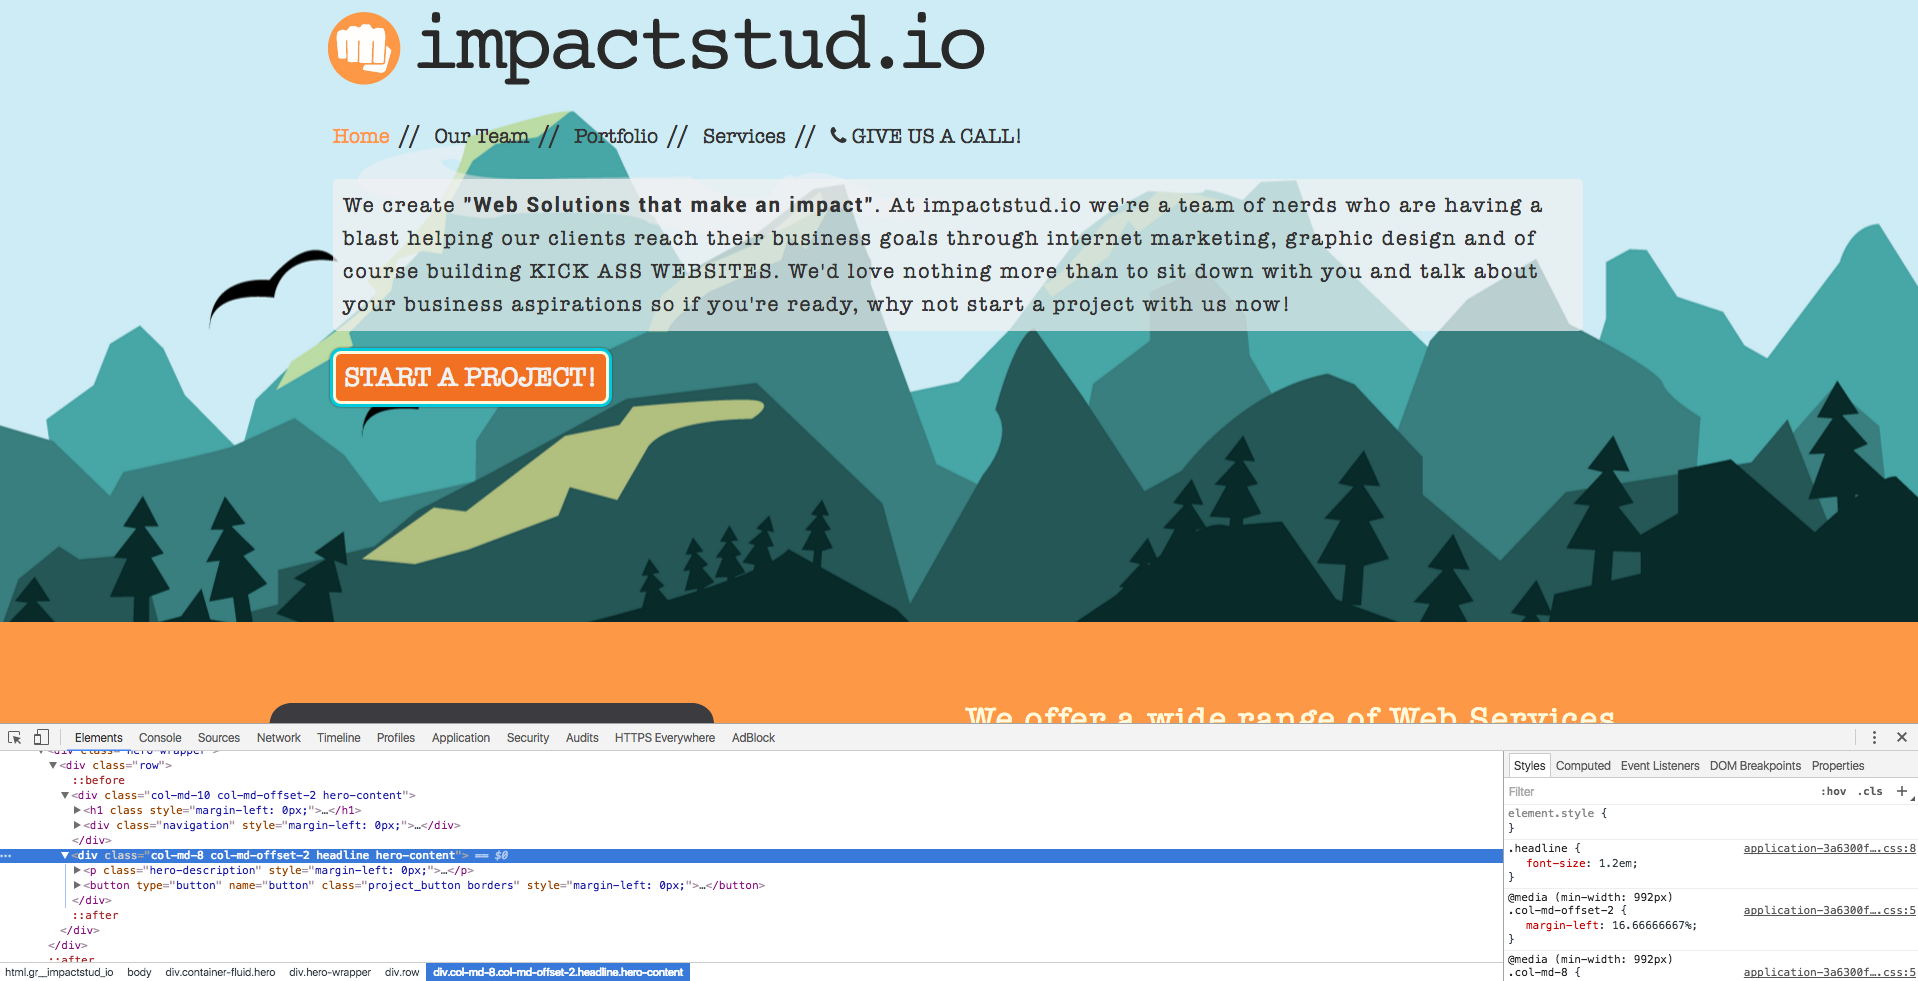 impactstud.io
Home // Our Team // Portfolio // Services // GIVE US A CALL!
We create "Web Solutions that make an impact". At impactstud.io we're a team of nerds who are having a
blast helping our clients reach their business goals through internet marketing, graphic design and of
course building KICK ASS WEBSITES. We'd love nothing more than to sit down with you and talk about
your business aspirations so if you're ready, why not start a project with us now!
START A PROJECT!
We offer a wide range of Web Services
Elements Console Sources Network Timeline Profiles Application Security Audits HTTPS Everywhere AdBlock
<div class="hero-wrapper">
▼<div class="row">
::before
▼<div class="col-md-10 col-md-offset-2 hero-content">
▶<h1 class style="margin-left: 0px;">…</h1>
▶<div class="navigation" style="margin-left: 0px;">…</div>
</div>
▼<div class="col-md-8 col-md-offset-2 headline hero-content"> == $0
▶<p class="hero-description" style="margin-left: 0px;">…</p>
▶<button type="button" name="button" class="project_button borders" style="margin-left: 0px;">…</button>
</div>
::after
</div>
</div>
::after
html.gr__impactstud_io body div.container-fluid.hero div.hero-wrapper div.row div.col-md-8.col-md-offset-2.headline.hero-content
Styles Computed Event Listeners DOM Breakpoints Properties
Filter :hov .cls +
element.style {
}
.headline { application-3a6300f….css:8
font-size: 1.2em;
}
@media (min-width: 992px)
.col-md-offset-2 { application-3a6300f….css:5
margin-left: 16.66666667%;
}
@media (min-width: 992px)
.col-md-8 { application-3a6300f….css:5